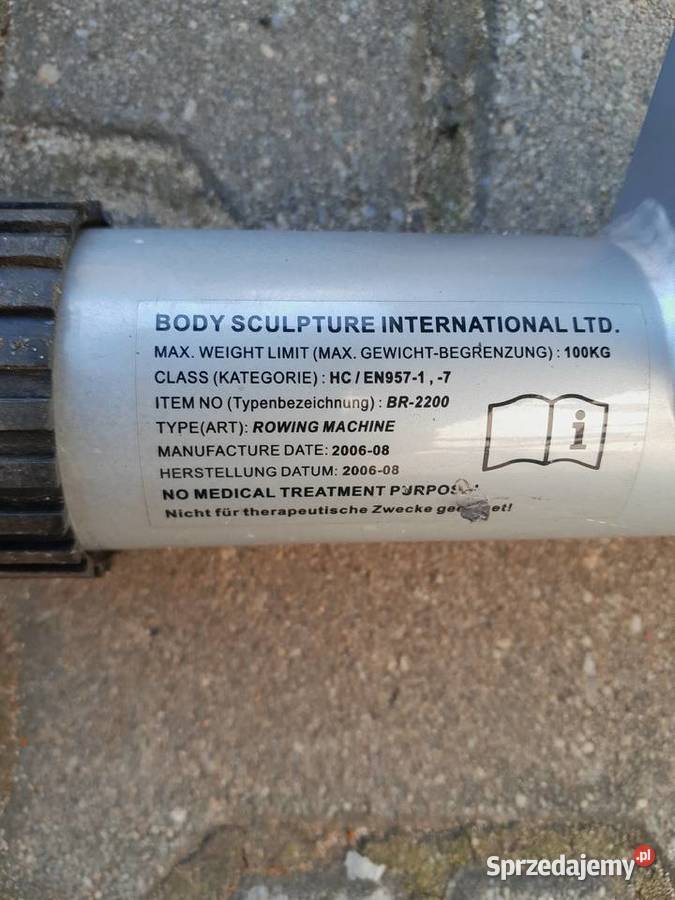 BODY SCULPTURE INTERNATIONAL LTD.
MAX. WEIGHT LIMIT (MAX. GEWICHT-BEGRENZUNG) : 100KG
CLASS (KATEGORIE) : HC / EN957-1 , -7
ITEM NO (Typenbezeichnung) : BR-2200
TYPE(ART): ROWING MACHINE
MANUFACTURE DATE: 2006-08
HERSTELLUNG DATUM: 2006-08
NO MEDICAL TREATMENT
Nicht für therapeutische Zwecke
i
Sprzedajemy.pl